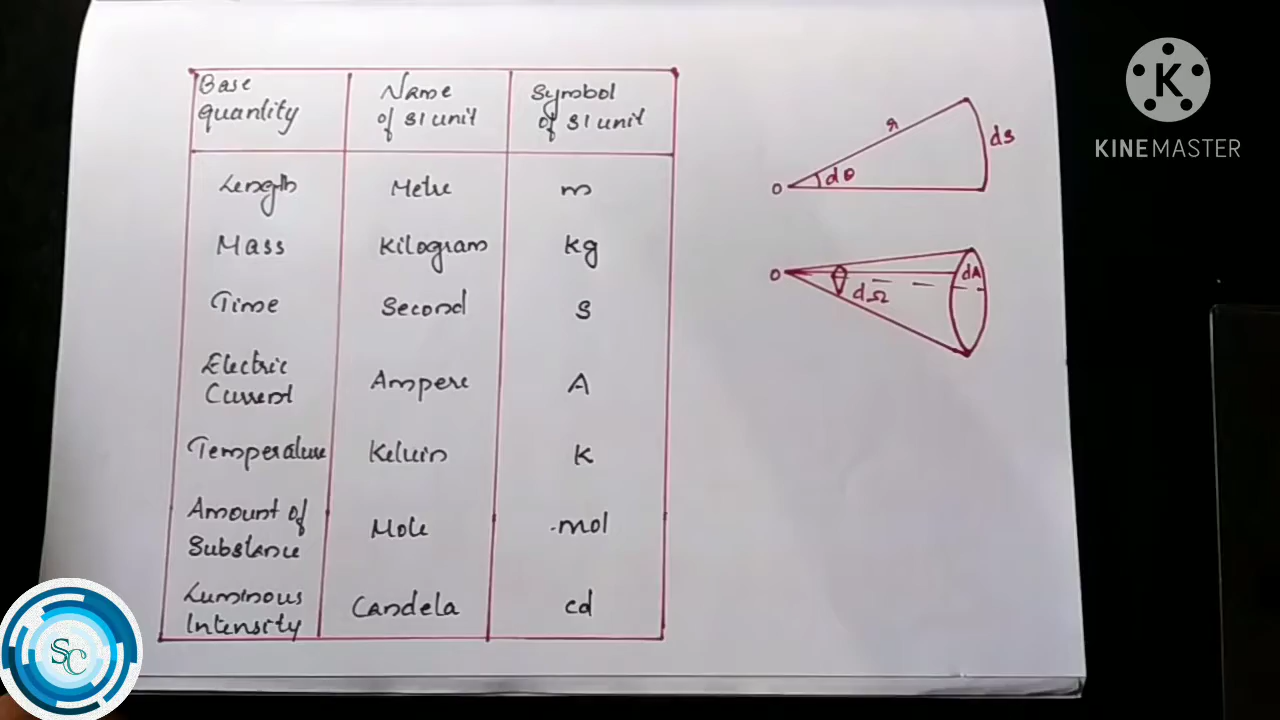 Base quantity
Name of SI unit
Symbol of SI unit
Length
Metre
m
Mass
Kilogram
kg
Time
Second
s
Electric Current
Ampere
A
Temperature
Kelvin
K
Amount of Substance
Mole
mol
Luminous Intensity
Candela
cd
r
ds
O
dθ
O
dA
dΩ
K
KINEMASTER
SC